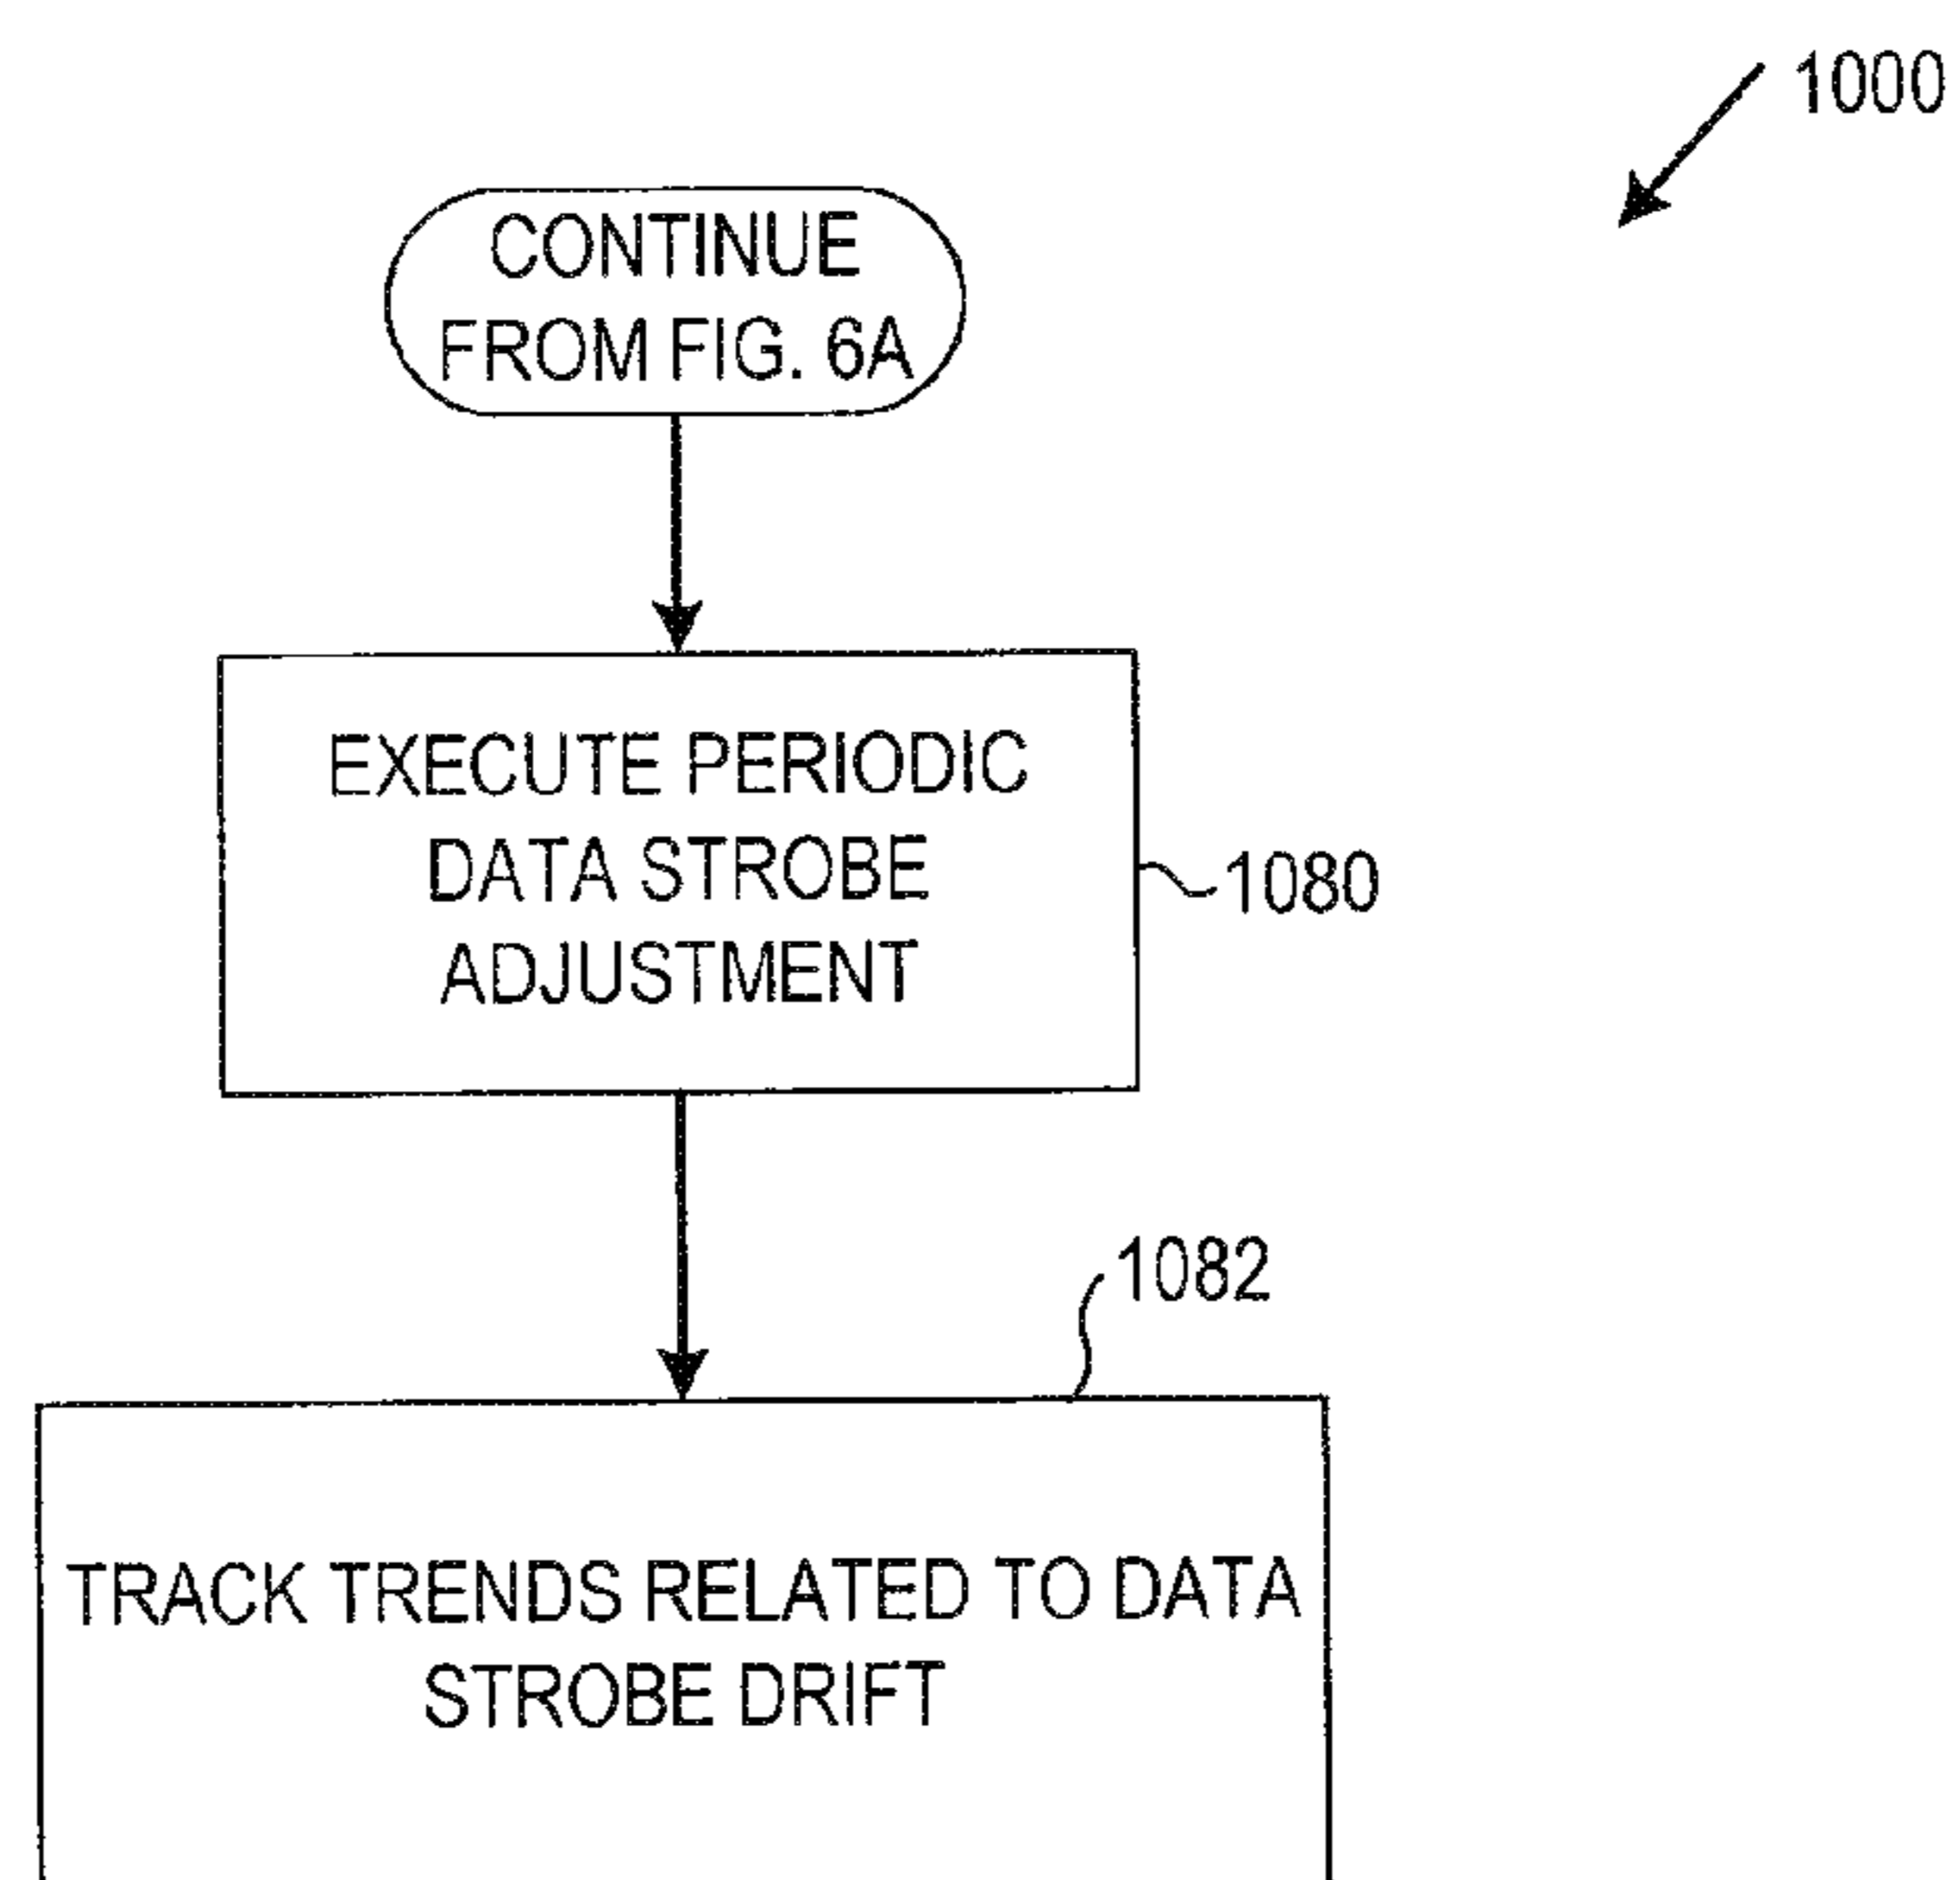 1000
CONTINUE
FROM FIG. 6A
EXECUTE PERIODIC
DATA STROBE
ADJUSTMENT
1080
1082
TRACK TRENDS RELATED TO DATA
STROBE DRIFT